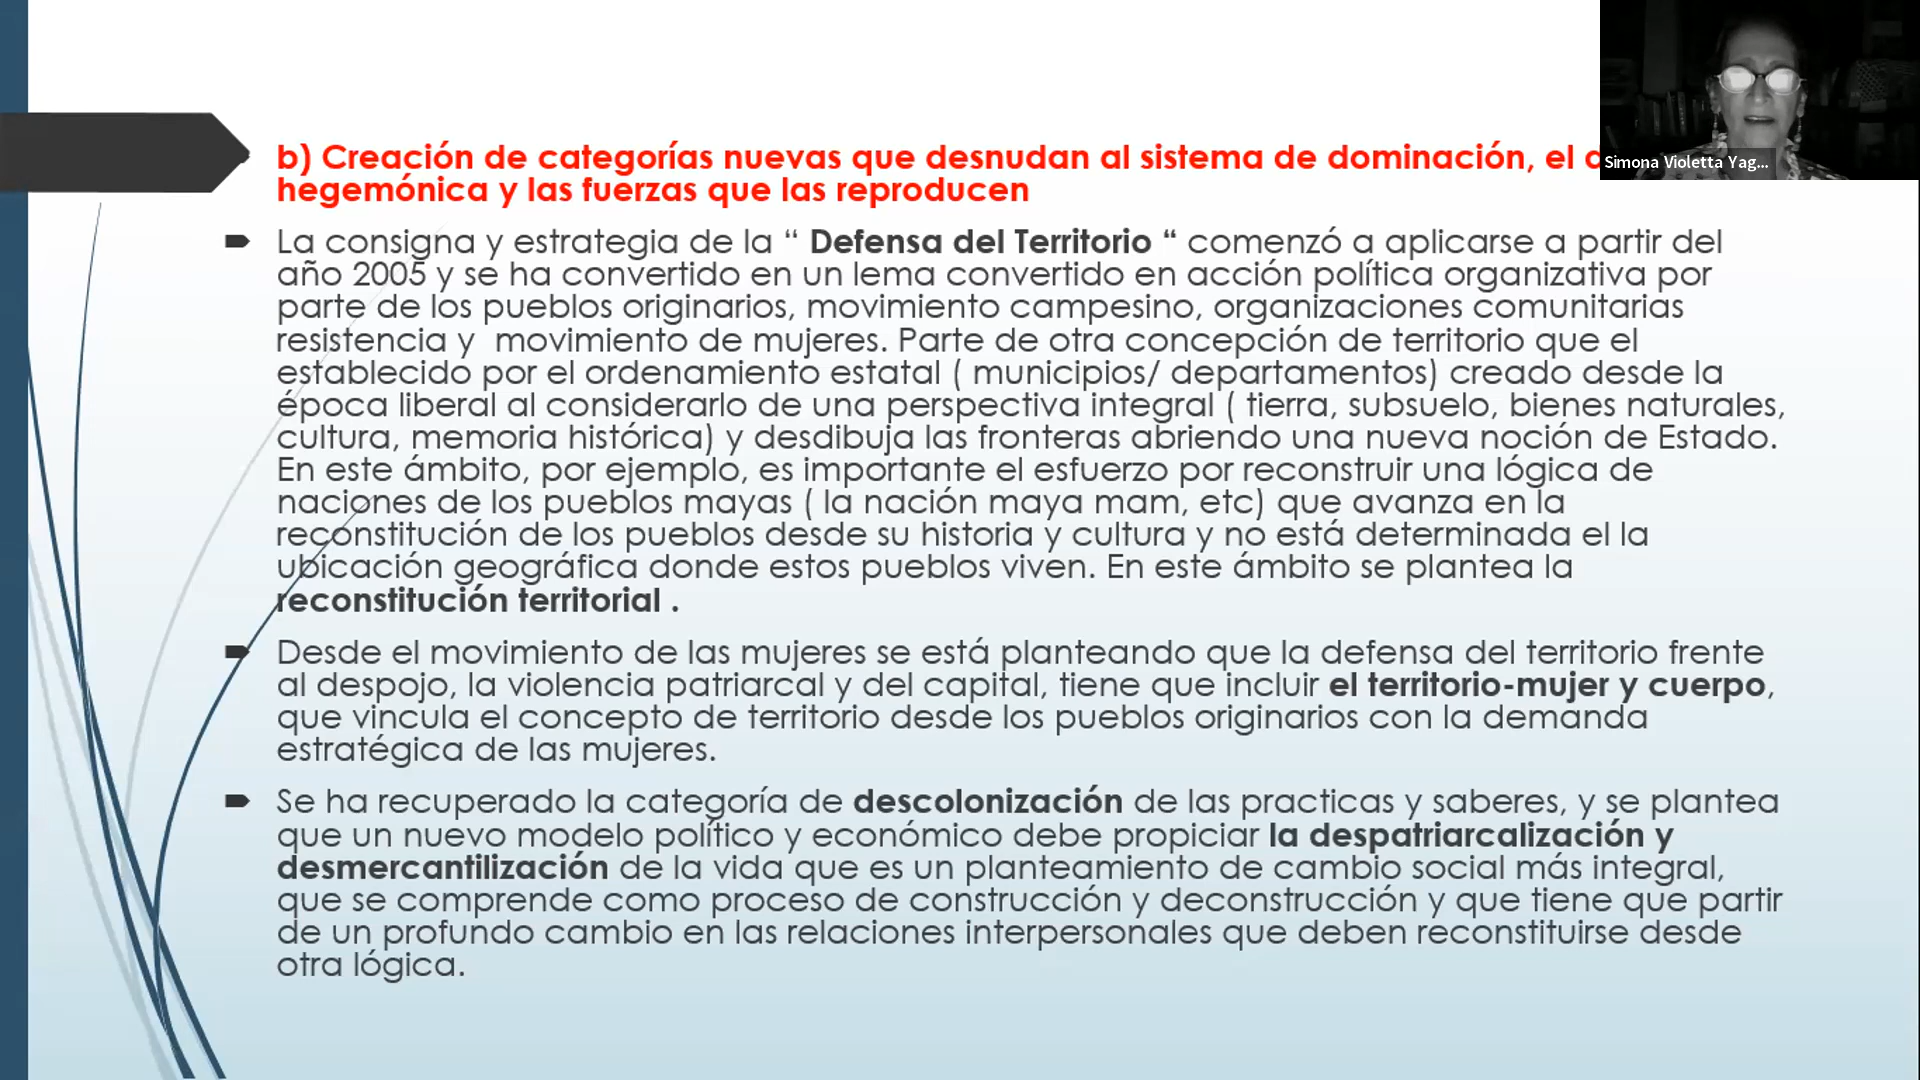 b) Creación de categorías nuevas que desnudan al sistema de dominación, el
hegemónica y las fuerzas que las reproducen
La consigna y estrategia de la “ Defensa del Territorio “ comenzó a aplicarse a partir del
año 2005 y se ha convertido en un lema convertido en acción política organizativa por
parte de los pueblos originarios, movimiento campesino, organizaciones comunitarias
resistencia y  movimiento de mujeres. Parte de otra concepción de territorio que el
establecido por el ordenamiento estatal ( municipios/ departamentos) creado desde la
época liberal al considerarlo de una perspectiva integral ( tierra, subsuelo, bienes naturales,
cultura, memoria histórica) y desdibuja las fronteras abriendo una nueva noción de Estado.
En este ámbito, por ejemplo, es importante el esfuerzo por reconstruir una lógica de
naciones de los pueblos mayas ( la nación maya mam, etc) que avanza en la
reconstitución de los pueblos desde su historia y cultura y no está determinada el la
ubicación geográfica donde estos pueblos viven. En este ámbito se plantea la
reconstitución territorial .
Desde el movimiento de las mujeres se está planteando que la defensa del territorio frente
al despojo, la violencia patriarcal y del capital, tiene que incluir el territorio-mujer y cuerpo,
que vincula el concepto de territorio desde los pueblos originarios con la demanda
estratégica de las mujeres.
Se ha recuperado la categoría de descolonización de las practicas y saberes, y se plantea
que un nuevo modelo político y económico debe propiciar la despatriarcalización y
desmercantilización de la vida que es un planteamiento de cambio social más integral,
que se comprende como proceso de construcción y deconstrucción y que tiene que partir
de un profundo cambio en las relaciones interpersonales que deben reconstituirse desde
otra lógica.
Simona Violetta Yag...